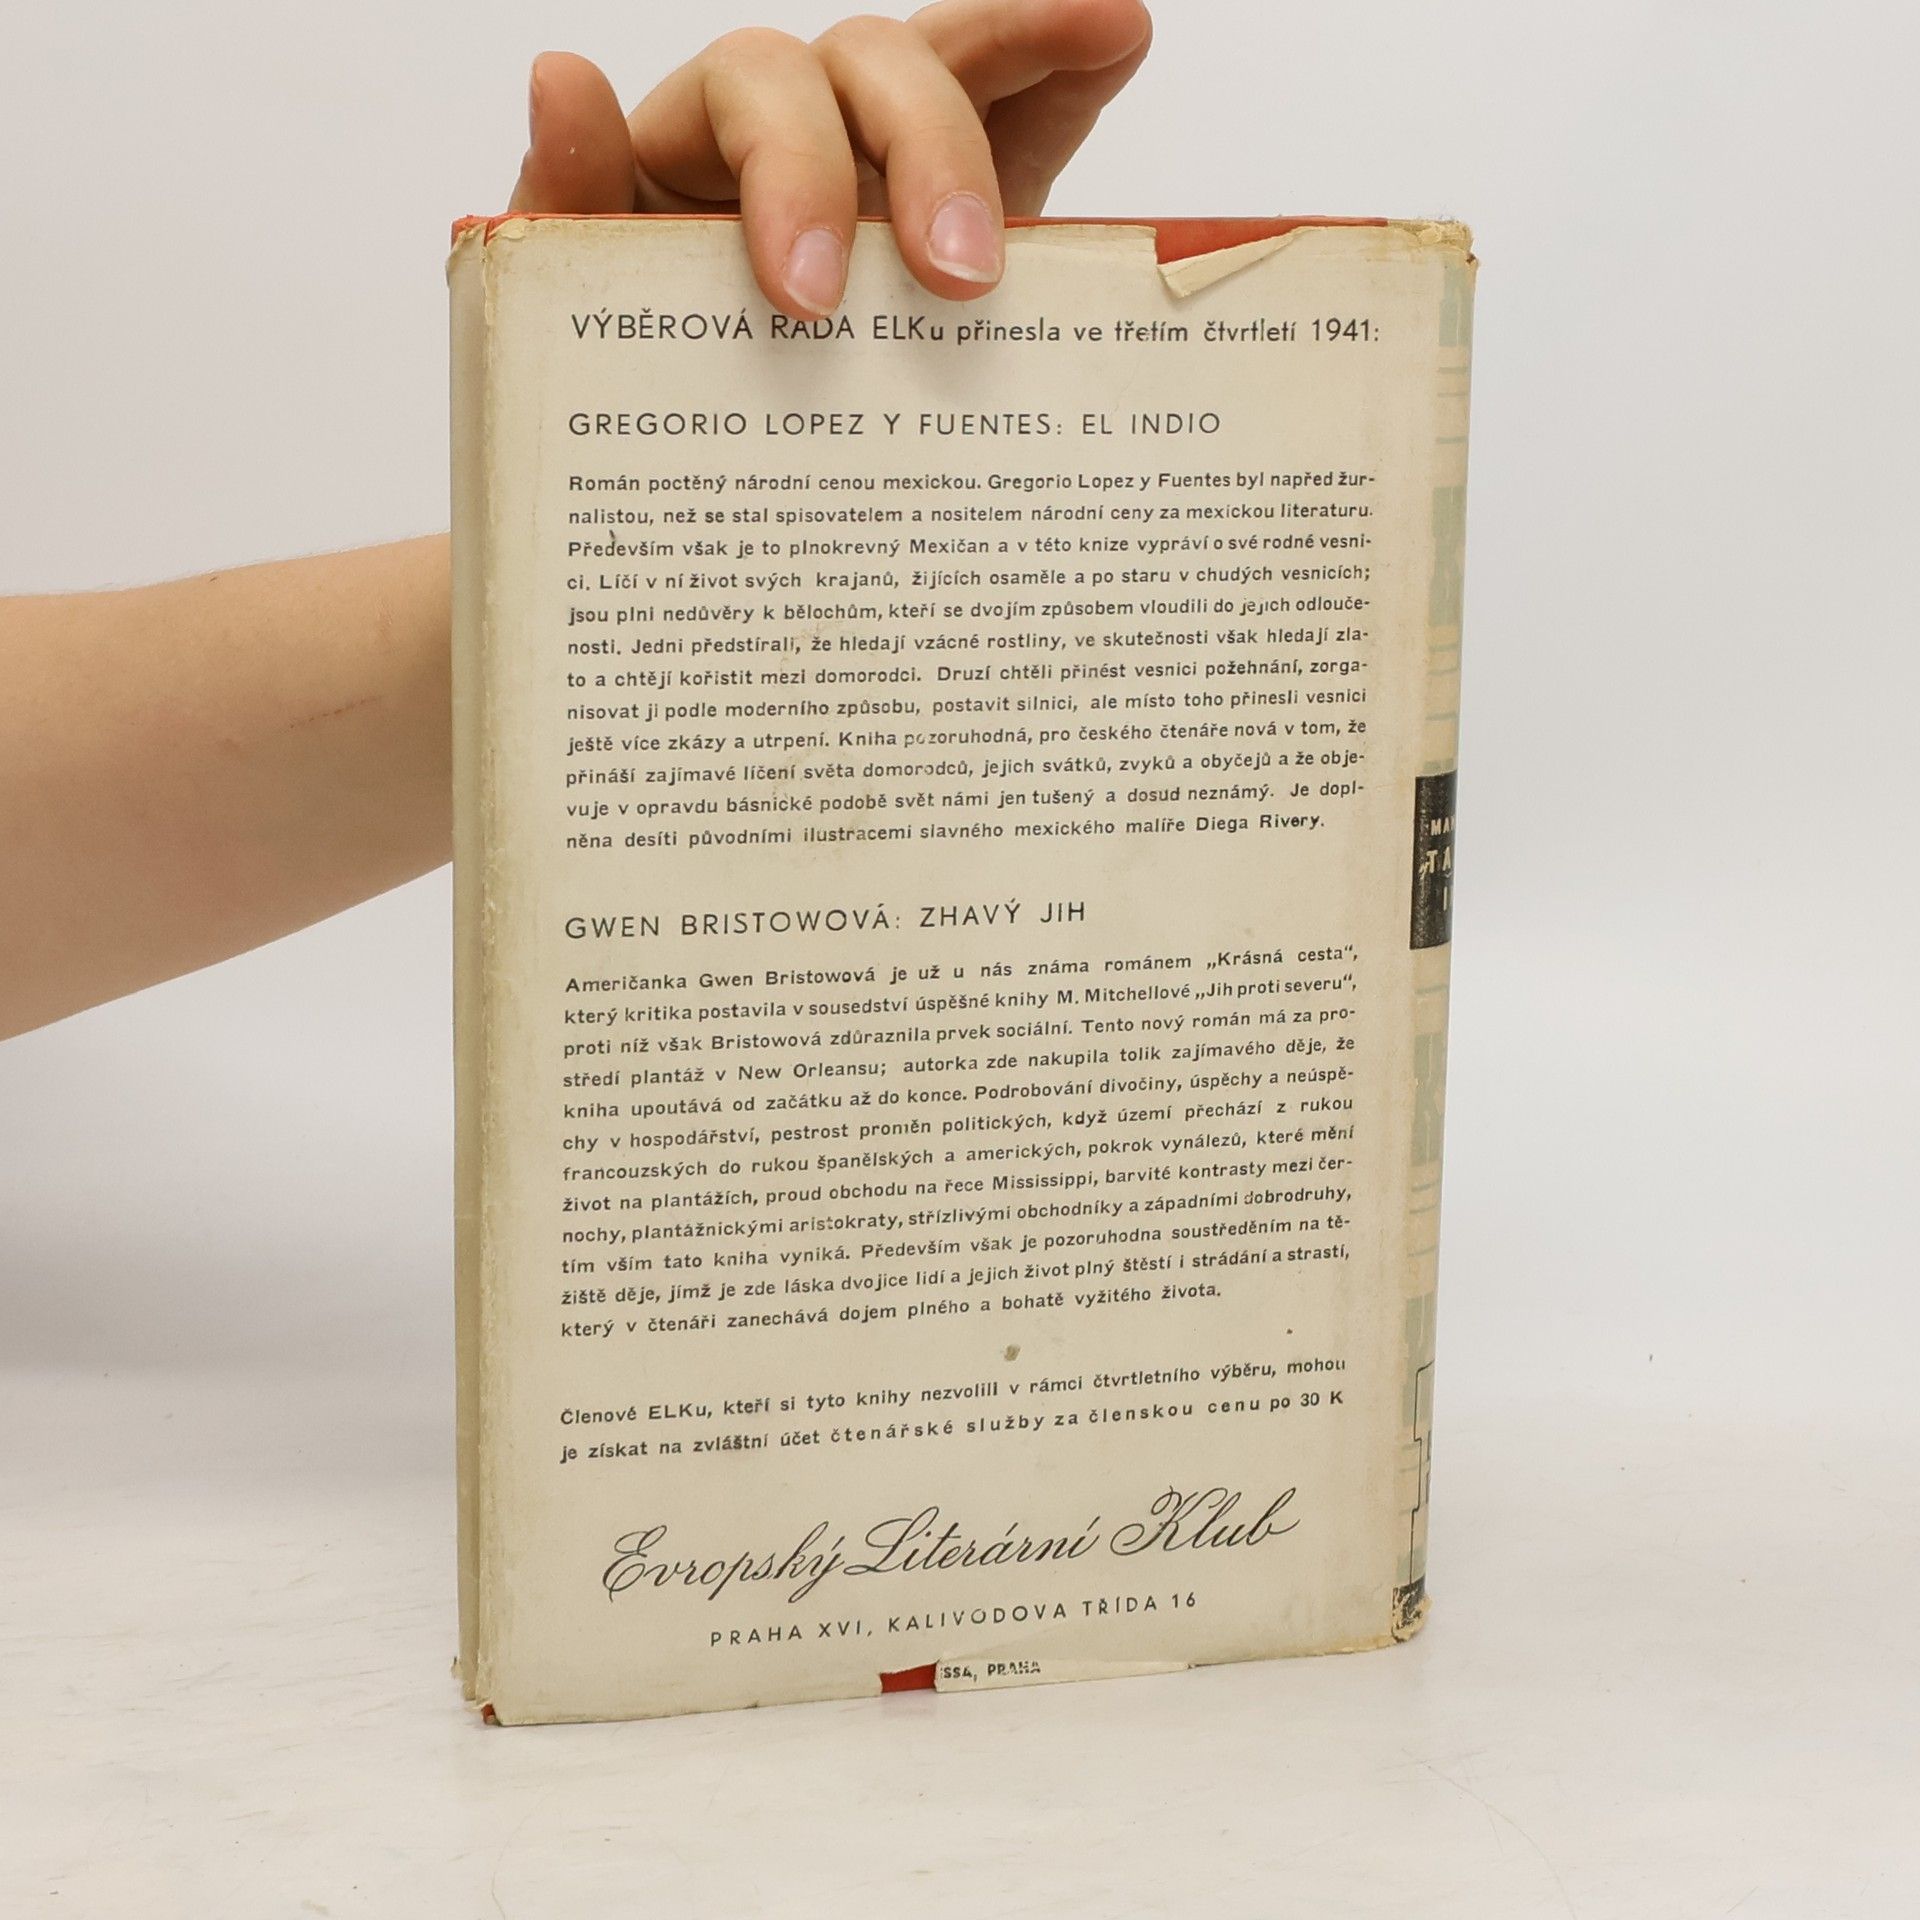 VÝBĚROVÁ ŘADA ELKu přinesla ve třetím čtvrtletí 1941:
GREGORIO LOPEZ Y FUENTES: EL INDIO
Román poctěný národní cenou mexickou. Gregorio Lopez y Fuentes byl napřed žur-
nalistou, než se stal spisovatelem a nositelem národní ceny za mexickou literaturu.
Především však je to plnokrevný Mexičan a v této knize vypráví o své rodné vesni-
ci. Líčí v ní život svých krajanů, žijících osaměle a po staru v chudých vesnicích;
jsou plni nedůvěry k bělochům, kteří se dvojím způsobem vloudili do jejich odlouče-
nosti. Jedni předstírali, že hledají vzácné rostliny, ve skutečnosti však hledají zla-
to a chtějí kořistit mezi domorodci. Druzí chtěli přinést vesnici požehnání, zorga-
nisovat ji podle moderního způsobu, postavit silnici, ale místo toho přinesli vesnici
ještě více zkázy a utrpení. Kniha pozoruhodná, pro českého čtenáře nová v tom, že
přináší zajímavé líčení světa domorodců, jejich svátků, zvyků a obyčejů a že obje-
vuje v opravdu básnické podobě svět námi jen tušený a dosud neznámý. Je dopl-
něna desíti původními ilustracemi slavného mexického malíře Diega Rivery.
GWEN BRISTOWOVÁ: ZHAVÝ JIH
Američanka Gwen Bristowová je už u nás známa románem „Krásná cesta“,
který kritika postavila v sousedství úspěšné knihy M. Mitchellové „Jih proti severu“,
proti níž však Bristowová zdůraznila prvek sociální. Tento nový román má za pro-
středí plantáž v New Orleansu; autorka zde nakupila tolik zajímavého děje, že
kniha upoutává od začátku až do konce. Podrobování divočiny, úspěchy a neúspě-
chy v hospodářství, pestrost proměn politických, když území přechází z rukou
francouzských do rukou španělských a amerických, pokrok vynálezů, které mění
život na plantážích, proud obchodu na řece Mississippi, barvité kontrasty mezi čer-
nochy, plantážnickými aristokraty, střízlivými obchodníky a západními dobrodruhy,
tím vším tato kniha vyniká. Především však je pozoruhodna soustředěním na tě-
žiště děje, jímž je zde láska dvojice lidí a jejich život plný štěstí i strádání a strastí,
který v čtenáři zanechává dojem plného a bohatě vyžitého života.
Členové ELKu, kteří si tyto knihy nezvolili v rámci čtvrtletního výběru, mohou
je získat na zvláštní účet čtenářské služby za členskou cenu po 30 K
Evropský Literární Klub
PRAHA XVI, KALIVODOVA TŘÍDA 16
SSA, PRAHA
MA
TA